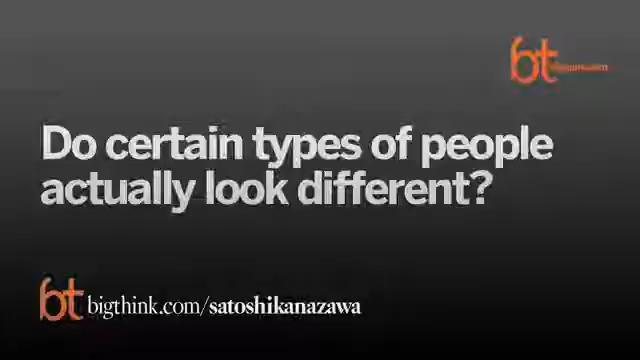 bt
Do certain types of people
actually look different?
bt bigthink.com/satoshikanazawa